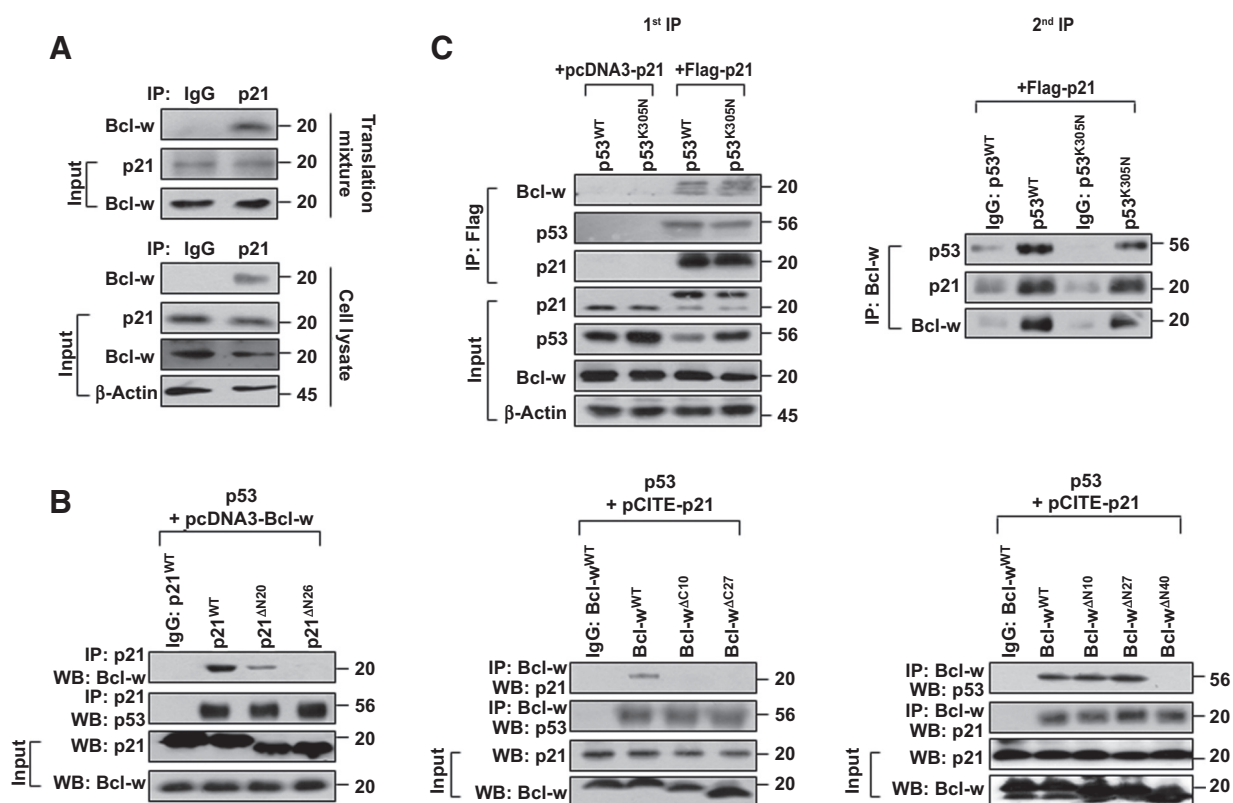 A
IP: IgG p21
Bcl-w 20
p21 20
Bcl-w 20
Input
Translation mixture
IP: IgG p21
Bcl-w 20
p21 20
Bcl-w 20
β-Actin 45
Input
Cell lysate
C
1st IP
+pcDNA3-p21 +Flag-p21
p53WT p53K305N p53WT p53K305N
IP: Flag
Bcl-w 20
p53 56
p21 20
Input
p21 20
p53 56
Bcl-w 20
β-Actin 45
2nd IP
+Flag-p21
IgG: p53WT p53WT IgG: p53K305N p53K305N
IP: Bcl-w
p53 56
p21 20
Bcl-w 20
B
p53
+ pcDNA3-Bcl-w
IgG: p21WT p21WT p21ΔN20 p21ΔN26
IP: p21
WB: Bcl-w 20
IP: p21
WB: p53 56
Input
WB: p21 20
WB: Bcl-w 20
p53
+ pCITE-p21
IgG: Bcl-wWT Bcl-wWT Bcl-wΔC10 Bcl-wΔC27
IP: Bcl-w
WB: p21 20
IP: Bcl-w
WB: p53 56
Input
WB: p21 20
WB: Bcl-w 20
p53
+ pCITE-p21
IgG: Bcl-wWT Bcl-wWT Bcl-wΔN10 Bcl-wΔN27 Bcl-wΔN40
IP: Bcl-w
WB: p53 56
IP: Bcl-w
WB: p21 20
Input
WB: p21 20
WB: Bcl-w 20